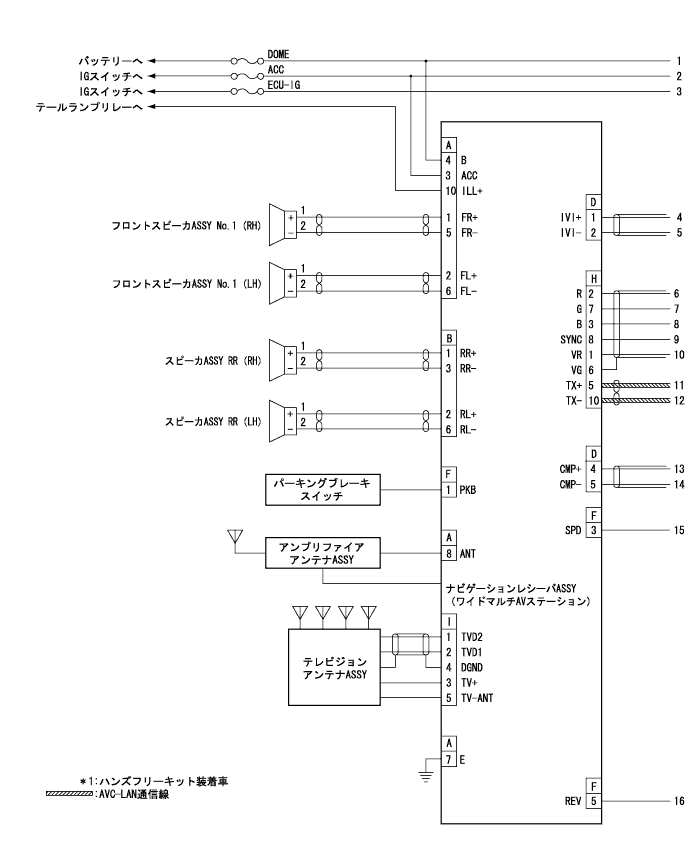 DOME
バッテリーへ
1
ACC
IGスイッチへ
2
ECU-IG
IGスイッチへ
3
テールランプリレーへ
A
4 B
3 ACC
10 ILL+
フロントスピーカASSY No.1 (RH)
+ 1
- 2
1 FR+
5 FR-
D
IVI+ 1
4
IVI- 2
5
フロントスピーカASSY No.1 (LH)
+ 1
- 2
2 FL+
6 FL-
H
R 2
6
G 7
7
B 3
8
SYNC 8
9
VR 1
10
VG 6
TX+ 5
11
TX- 10
12
スピーカASSY RR (RH)
+ 1
- 2
B
1 RR+
3 RR-
スピーカASSY RR (LH)
+ 1
- 2
2 RL+
6 RL-
D
CMP+ 4
13
CMP- 5
14
パーキングブレーキ
スイッチ
F
1 PKB
F
SPD 3
15
アンプリファイア
アンテナASSY
A
8 ANT
ナビゲーションレシーバASSY
(ワイドマルチAVステーション)
テレビジョン
アンテナASSY
I
1 TVD2
2 TVD1
4 DGND
3 TV+
5 TV-ANT
A
7 E
F
REV 5
16
*1:ハンズフリーキット装着車
:AVC-LAN通信線